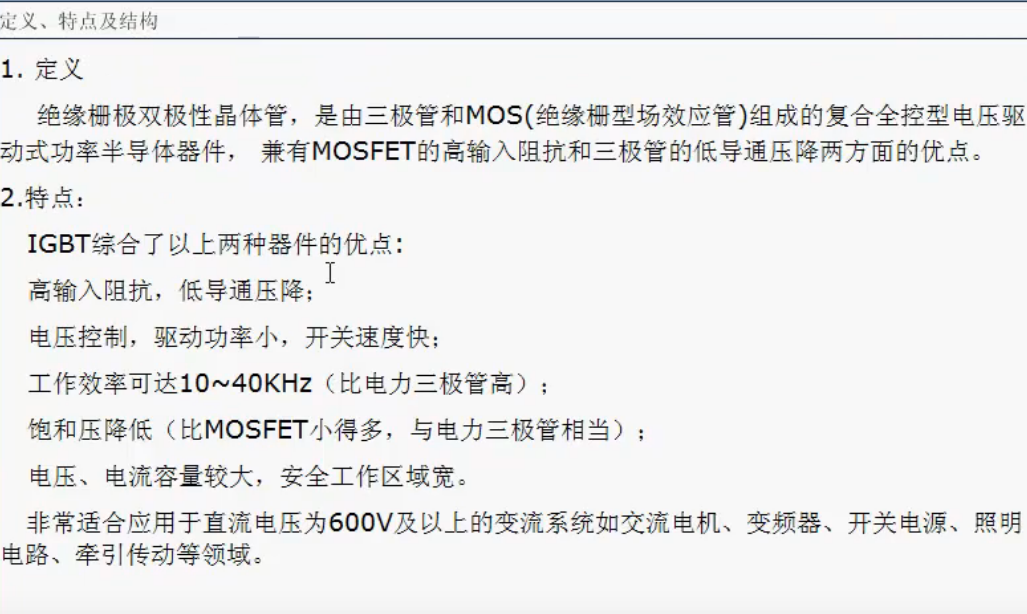 定义、特点及结构
1. 定义
绝缘栅极双极性晶体管，是由三极管和MOS(绝缘栅型场效应管)组成的复合全控型电压驱
动式功率半导体器件， 兼有MOSFET的高输入阻抗和三极管的低导通压降两方面的优点。
2.特点：
IGBT综合了以上两种器件的优点：
高输入阻抗，低导通压降；
电压控制，驱动功率小，开关速度快；
工作效率可达10~40KHz（比电力三极管高）；
饱和压降低（比MOSFET小得多，与电力三极管相当）；
电压、电流容量较大，安全工作区域宽。
非常适合应用于直流电压为600V及以上的变流系统如交流电机、变频器、开关电源、照明
电路、牵引传动等领域。